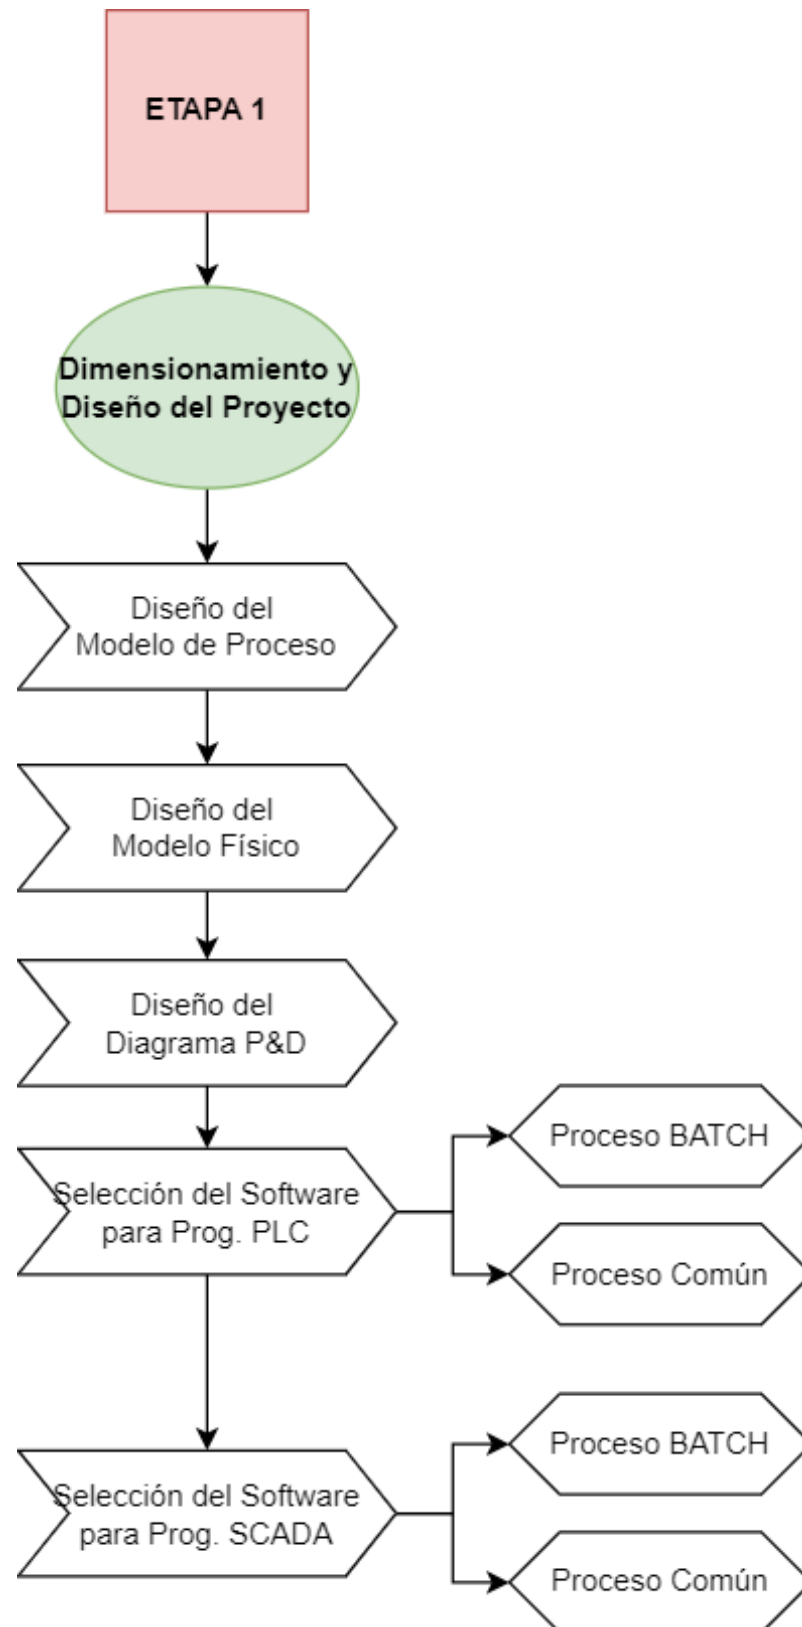 ETAPA 1
Dimensionamiento y
Diseño del Proyecto
Diseño del
Modelo de Proceso
Diseño del
Modelo Físico
Diseño del
Diagrama P&D
Selección del Software
para Prog. PLC
Proceso BATCH
Proceso Común
Selección del Software
para Prog. SCADA
Proceso BATCH
Proceso Común